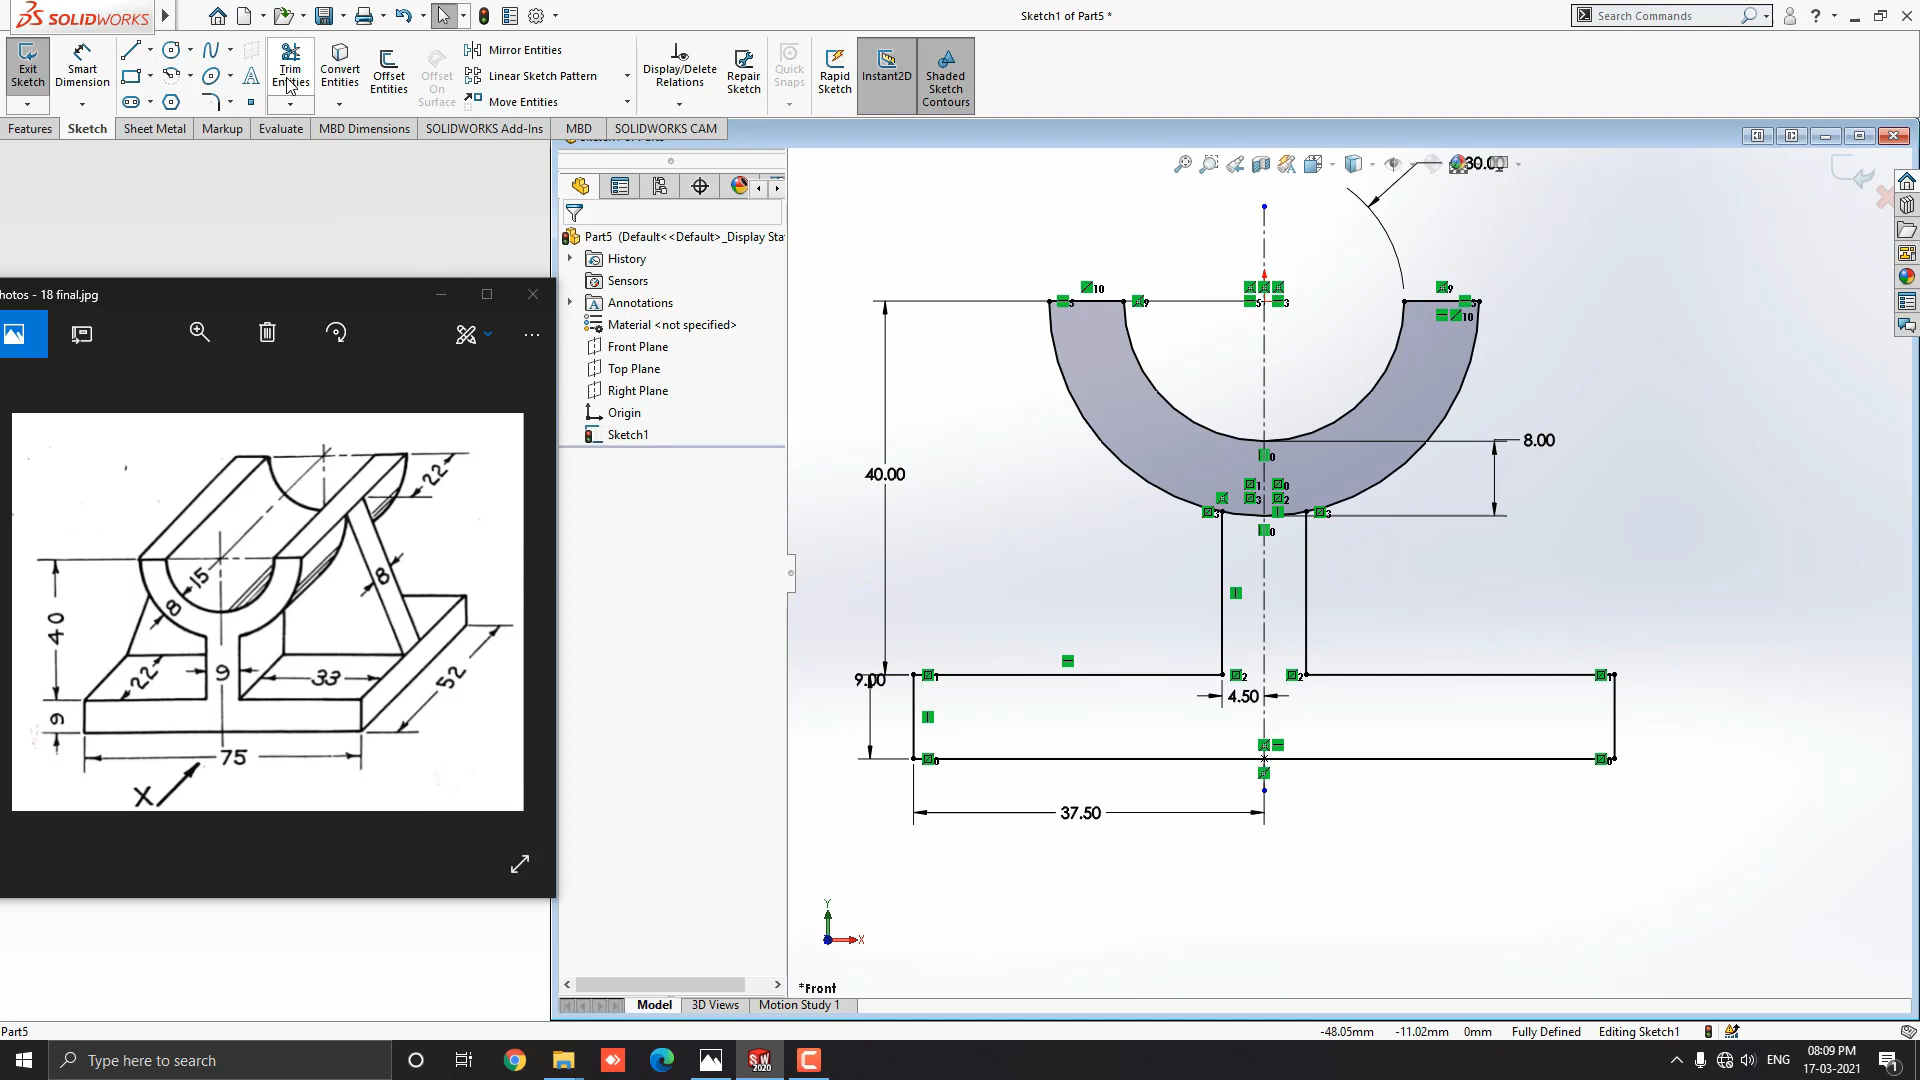 SOLIDWORKS
Sketch1 of Part5 *
Search Commands
?
Exit Sketch
Smart Dimension
Trim Entities
Convert Entities
Offset Entities
Offset On Surface
Mirror Entities
Linear Sketch Pattern
Move Entities
Display/Delete Relations
Repair Sketch
Quick Snaps
Rapid Sketch
Instant2D
Shaded Sketch Contours
Features
Sketch
Sheet Metal
Markup
Evaluate
MBD Dimensions
SOLIDWORKS Add-Ins
MBD
SOLIDWORKS CAM
Part5 (Default<<Default>_Display Sta
History
Sensors
Annotations
Material <not specified>
Front Plane
Top Plane
Right Plane
Origin
Sketch1
hotos - 18 final.jpg
22
15
8
8
40
22
9
33
52
9
75
X
30.00
40.00
8.00
9.00
4.50
37.50
Y
X
*Front
Model
3D Views
Motion Study 1
Part5
-48.05mm
-11.02mm
0mm
Fully Defined
Editing Sketch1
Type here to search
SW 2020
ENG
08:09 PM
17-03-2021
1